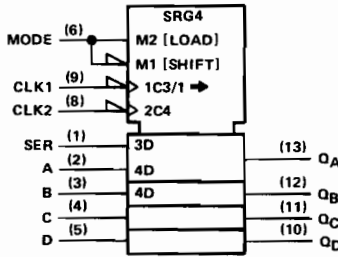 SRG4
MODE (6) M2 [LOAD]
M1 [SHIFT]
CLK1 (9) 1C3/1
CLK2 (8) 2C4
SER (1) 3D
(13) QA
A (2) 4D
B (3) 4D (12) QB
C (4) (11) QC
D (5) (10) QD